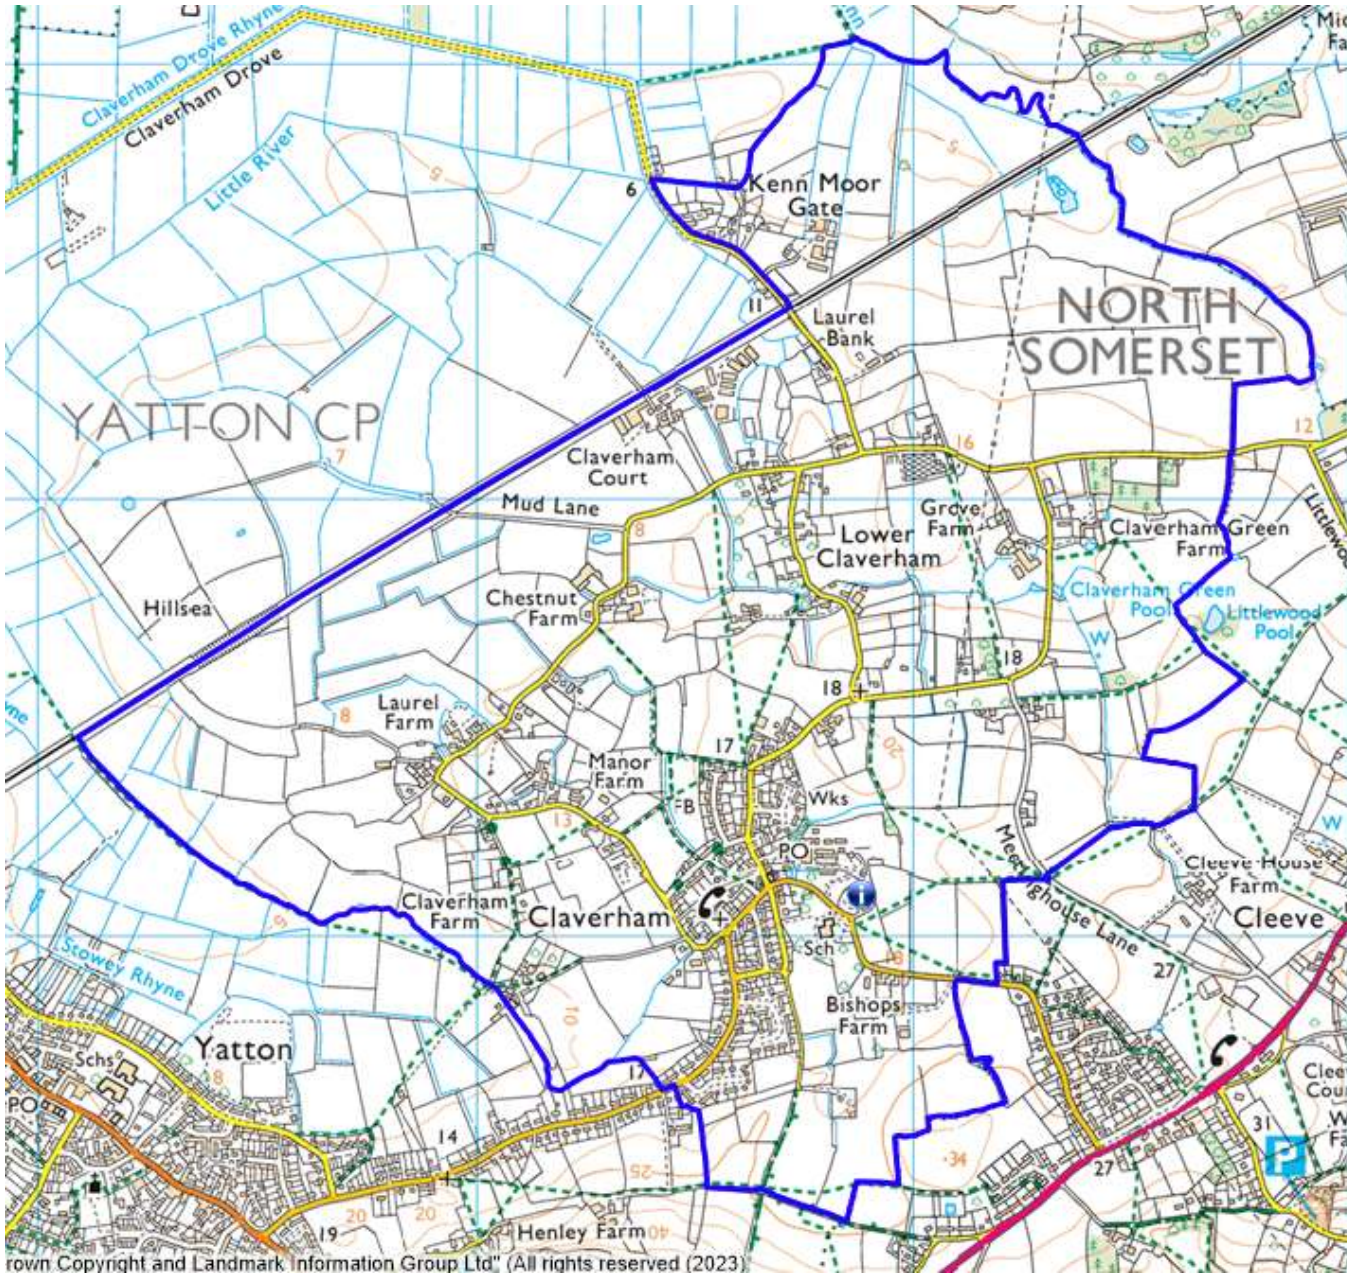 Claverham Drove Rhyne
Claverham Drove
Little River
5
5
6
Kenn Moor
Gate
11
Laurel
Bank
NORTH
SOMERSET
YATTON CP
7
16
12
Claverham
Court
Mud Lane
8
Grove
Farm
Lower
Claverham
Claverham Green
Farm
Hillsea
Chestnut
Farm
Claverham Green
Pool
Littlewood
Pool
W
18
18
8
Laurel
Farm
20
17
Manor
Farm
13
FB
Wks
PO
W
Meetinghouse Lane
Cleeve House
Farm
Claverham
Farm
Claverham
Cleeve
5
Sch
i
27
Stowey Rhyne
10
Bishops
Farm
Yatton
Schs
8
17
PO
14
31
P
34
27
25
19
20
20
Henley Farm
40
rown Copyright and Landmark Information Group Ltd" (All rights reserved (2023)